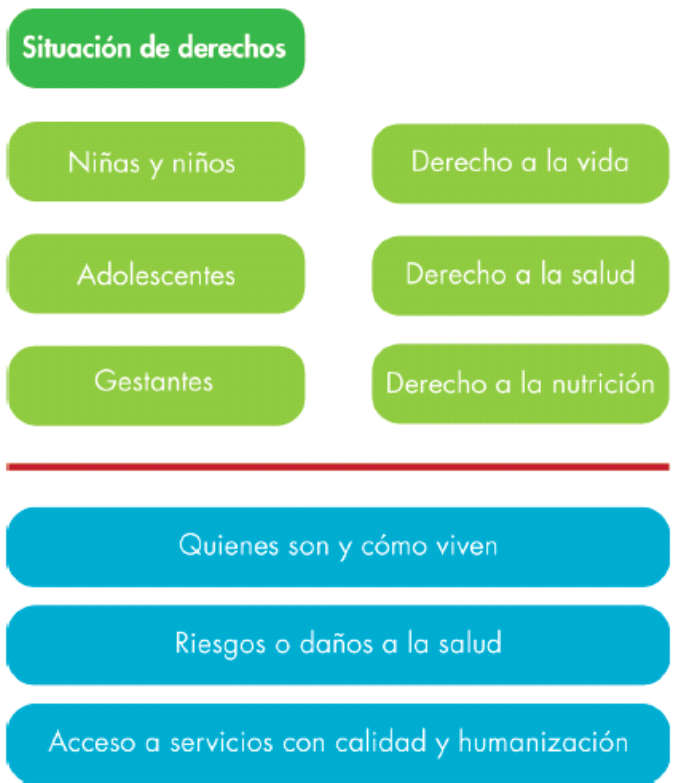 Situación de derechos
Niñas y niños
Derecho a la vida
Adolescentes
Derecho a la salud
Gestantes
Derecho a la nutrición
Quienes son y cómo viven
Riesgos o daños a la salud
Acceso a servicios con calidad y humanización